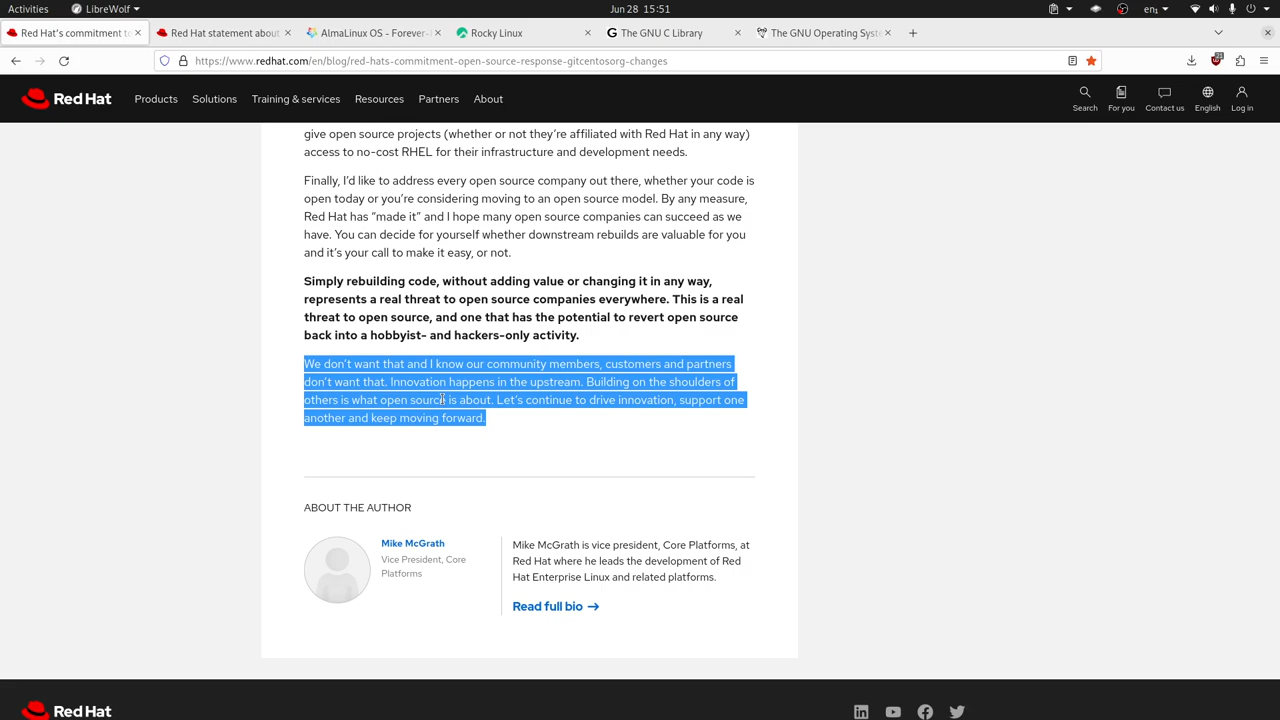 Activities
LibreWolf
Jun 28 15:51
en₁
Red Hat's commitment to
Red Hat statement about
AlmaLinux OS - Forever-
Rocky Linux
The GNU C Library
The GNU Operating Syst
https://www.redhat.com/en/blog/red-hats-commitment-open-source-response-gitcentosorg-changes
Red Hat
Products
Solutions
Training & services
Resources
Partners
About
Search
For you
Contact us
English
Log in
give open source projects (whether or not they're affiliated with Red Hat in any way)
access to no-cost RHEL for their infrastructure and development needs.
Finally, I'd like to address every open source company out there, whether your code is
open today or you're considering moving to an open source model. By any measure,
Red Hat has “made it” and I hope many open source companies can succeed as we
have. You can decide for yourself whether downstream rebuilds are valuable for you
and it's your call to make it easy, or not.
Simply rebuilding code, without adding value or changing it in any way,
represents a real threat to open source companies everywhere. This is a real
threat to open source, and one that has the potential to revert open source
back into a hobbyist- and hackers-only activity.
We don't want that and I know our community members, customers and partners
don't want that. Innovation happens in the upstream. Building on the shoulders of
others is what open source is about. Let's continue to drive innovation, support one
another and keep moving forward.
ABOUT THE AUTHOR
Mike McGrath
Vice President, Core
Platforms
Mike McGrath is vice president, Core Platforms, at
Red Hat where he leads the development of Red
Hat Enterprise Linux and related platforms.
Read full bio →
Red Hat